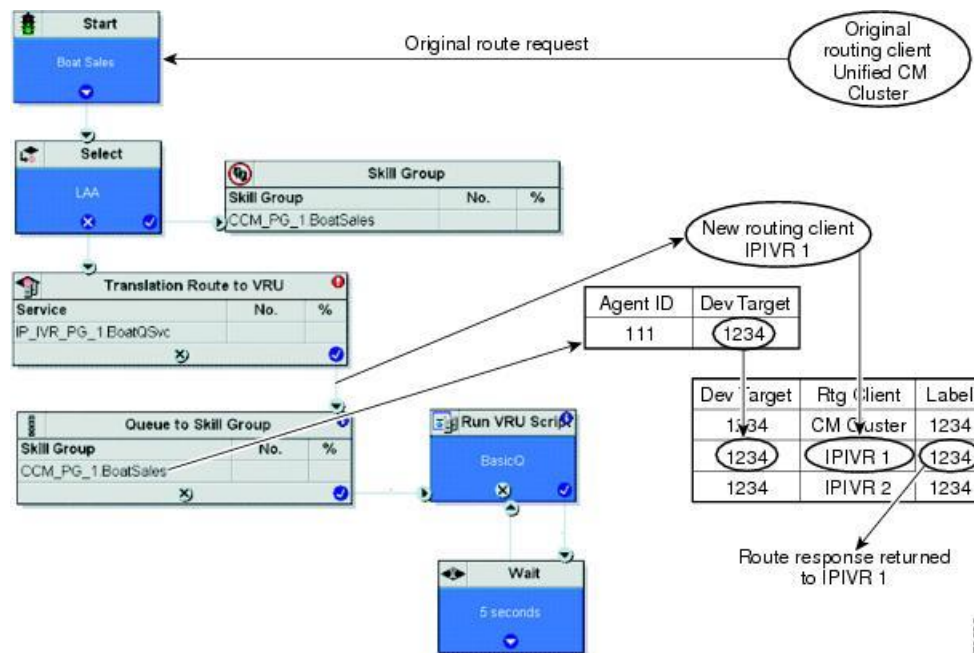 Start
Boat Sales
Original route request
Original
routing client
Unified CM
Cluster
Select
LAA
Skill Group
Skill Group No. %
CCM_PG_1.BoatSales
New routing client
IPIVR 1
Translation Route to VRU
Service No. %
IP_IVR_PG_1.BoatQSvc
Agent ID Dev Target
111 1234
Queue to Skill Group
Skill Group No. %
CCM_PG_1.BoatSales
Run VRU Script
BasicQ
Dev Target Rtg Client Label
1234 CM Cluster 1234
1234 IPIVR 1 1234
1234 IPIVR 2 1234
Route response returned
to IPIVR 1
Wait
5 seconds